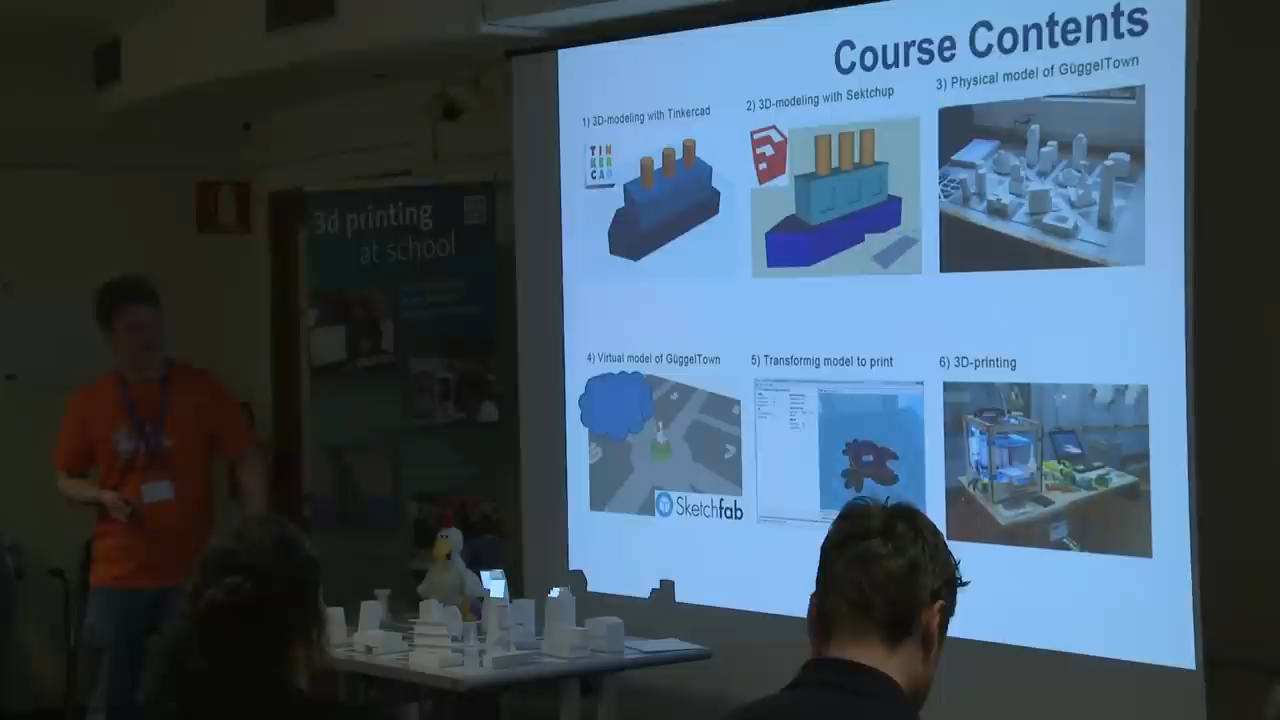 Course Contents
1) 3D-modeling with Tinkercad
2) 3D-modeling with Sektchup
3) Physical model of GüggelTown
TIN
KER
CAD
4) Virtual model of GüggelTown
5) Transformig model to print
6) 3D-printing
Sketchfab
3d printing
at school